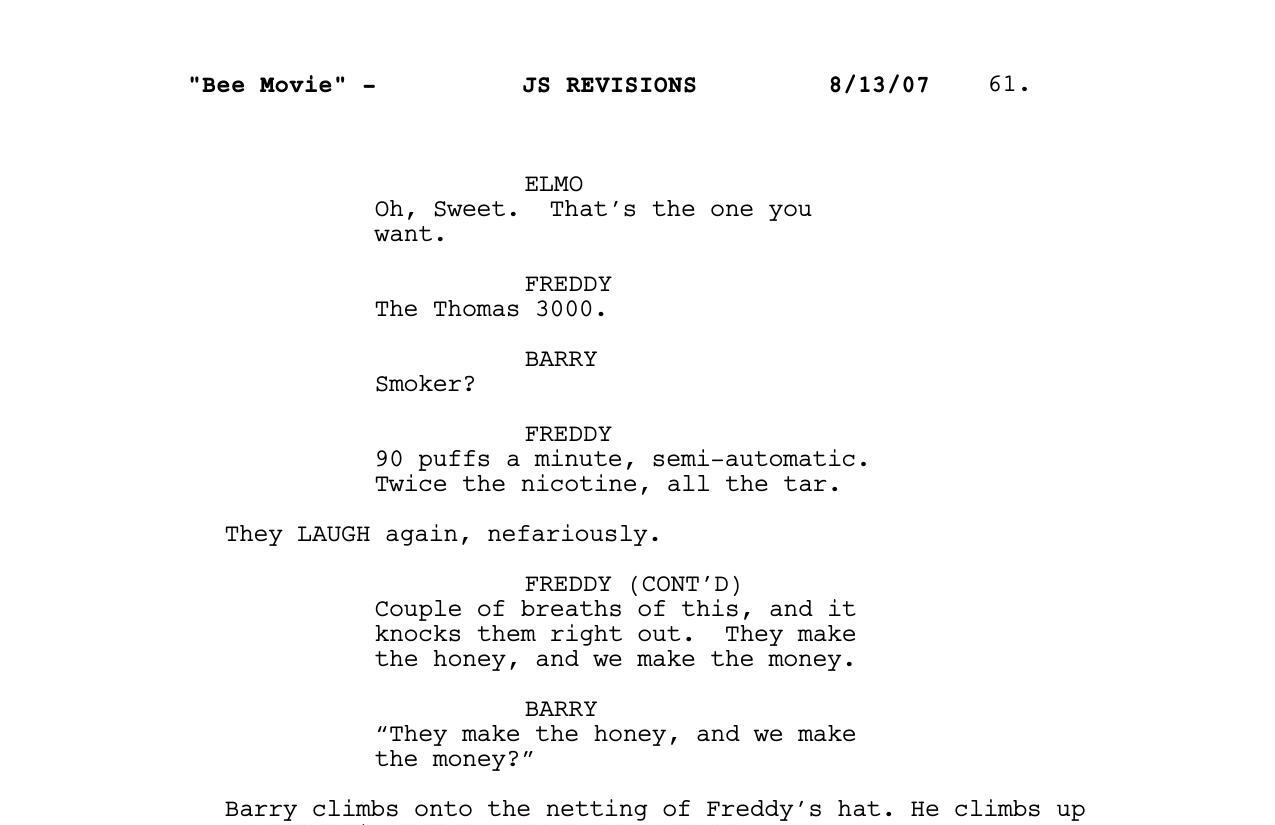 "Bee Movie" - JS REVISIONS 8/13/07 61.
ELMO
Oh, Sweet. That’s the one you
want.
FREDDY
The Thomas 3000.
BARRY
Smoker?
FREDDY
90 puffs a minute, semi-automatic.
Twice the nicotine, all the tar.
They LAUGH again, nefariously.
FREDDY (CONT’D)
Couple of breaths of this, and it
knocks them right out. They make
the honey, and we make the money.
BARRY
“They make the honey, and we make
the money?”
Barry climbs onto the netting of Freddy’s hat. He climbs up